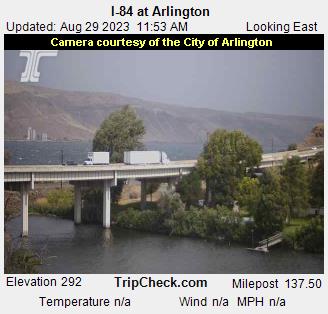 I-84 at Arlington
Updated: Aug 29 2023 11:53 AM Looking East
Camera courtesy of the City of Arlington
Elevation 292 TripCheck.com Milepost 137.50
Temperature n/a Wind n/a MPH n/a